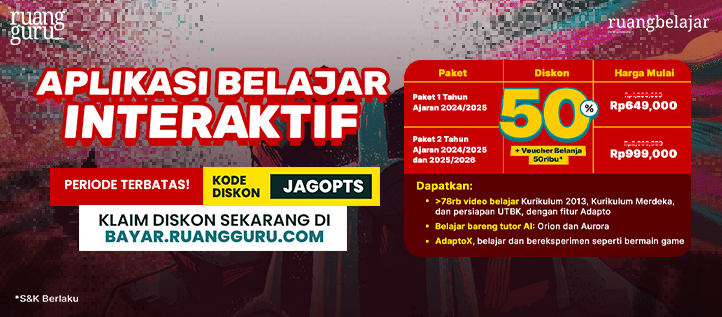 ruang
guru
ruangbelajar
APLIKASI BELAJAR
INTERAKTIF
PERIODE TERBATAS!
KODE
DISKON
JAGOPTS
KLAIM DISKON SEKARANG DI
BAYAR.RUANGGURU.COM
*S&K Berlaku
Paket
Diskon
Harga Mulai
Paket 1 Tahun
Ajaran 2024/2025
50%
+ Voucher Belanja
50ribu*
Rp649,000
Paket 2 Tahun
Ajaran 2024/2025
dan 2025/2026
Rp999,000
Dapatkan:
• >78rb video belajar Kurikulum 2013, Kurikulum Merdeka,
dan persiapan UTBK, dengan fitur Adapto
• Belajar bareng tutor AI: Orion dan Aurora
• AdaptoX, belajar dan bereksperimen seperti bermain game